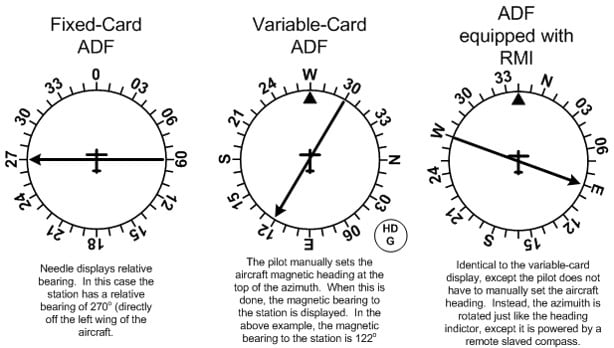 Fixed-Card
ADF
0
03
06
09
12
15
18
21
24
27
30
33
Needle displays relative
bearing. In this case the
station has a relative
bearing of 270° (directly
off the left wing of the
aircraft.
Variable-Card
ADF
W
30
33
N
03
06
E
12
15
S
21
24
HD
G
The pilot manually sets the
aircraft magnetic heading at the
top of the azimuth. When this is
done, the magnetic bearing to
the station is displayed. In the
above example, the magnetic
bearing to the station is 122°
ADF
equipped with
RMI
33
N
03
06
E
12
15
S
21
24
W
30
Identical to the variable-card
display, except the pilot does not
have to manually set the aircraft
heading. Instead, the azimuith is
rotated just like the heading
indictor, except it is powered by a
remote slaved compass.